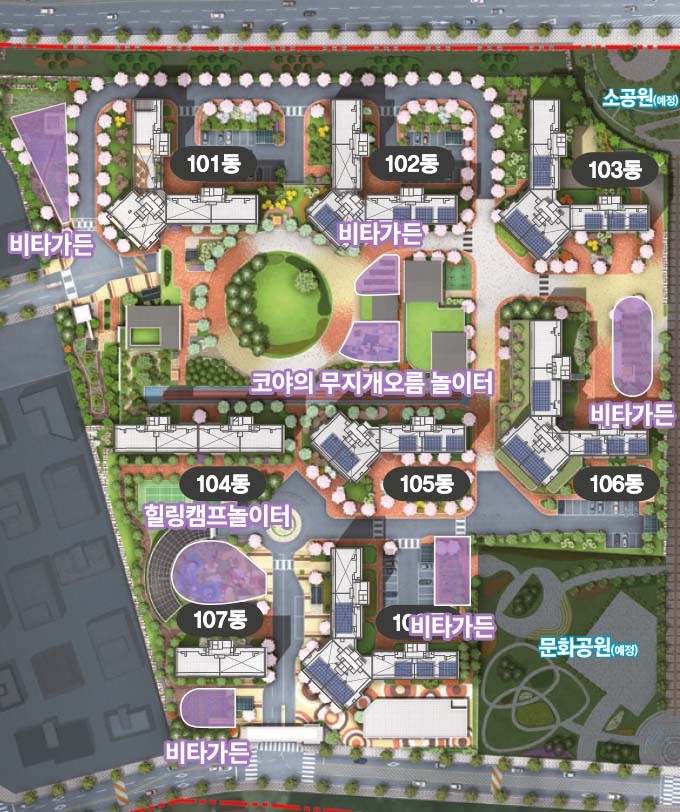 소공원(예정)
101동
102동
103동
비타가든
비타가든
코야의 무지개오름 놀이터
비타가든
104동
105동
106동
힐링캠프놀이터
107동
10
비타가든
문화공원(예정)
비타가든